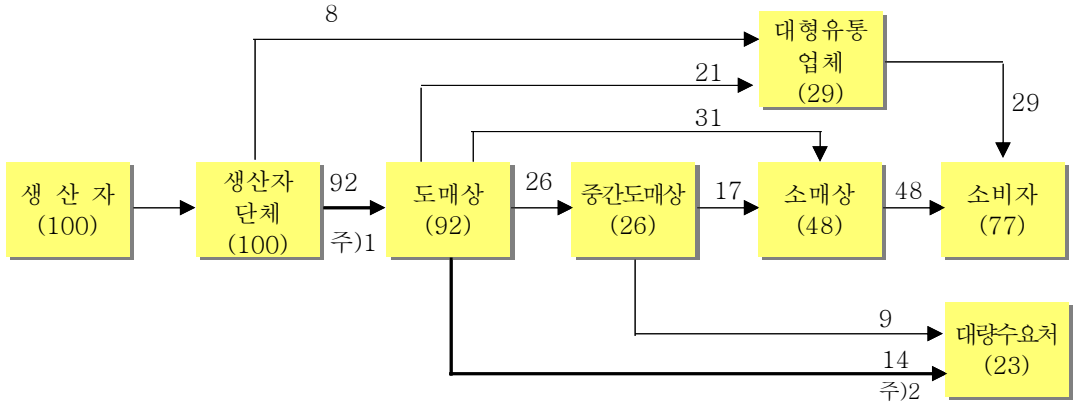 8
대형유통
업체
(29)
21
31
29
생 산 자
(100)
생산자
단체
(100)
92
주)1
도매상
(92)
26
중간도매상
(26)
17
소매상
(48)
48
소비자
(77)
9
14
주)2
대량수요처
(23)